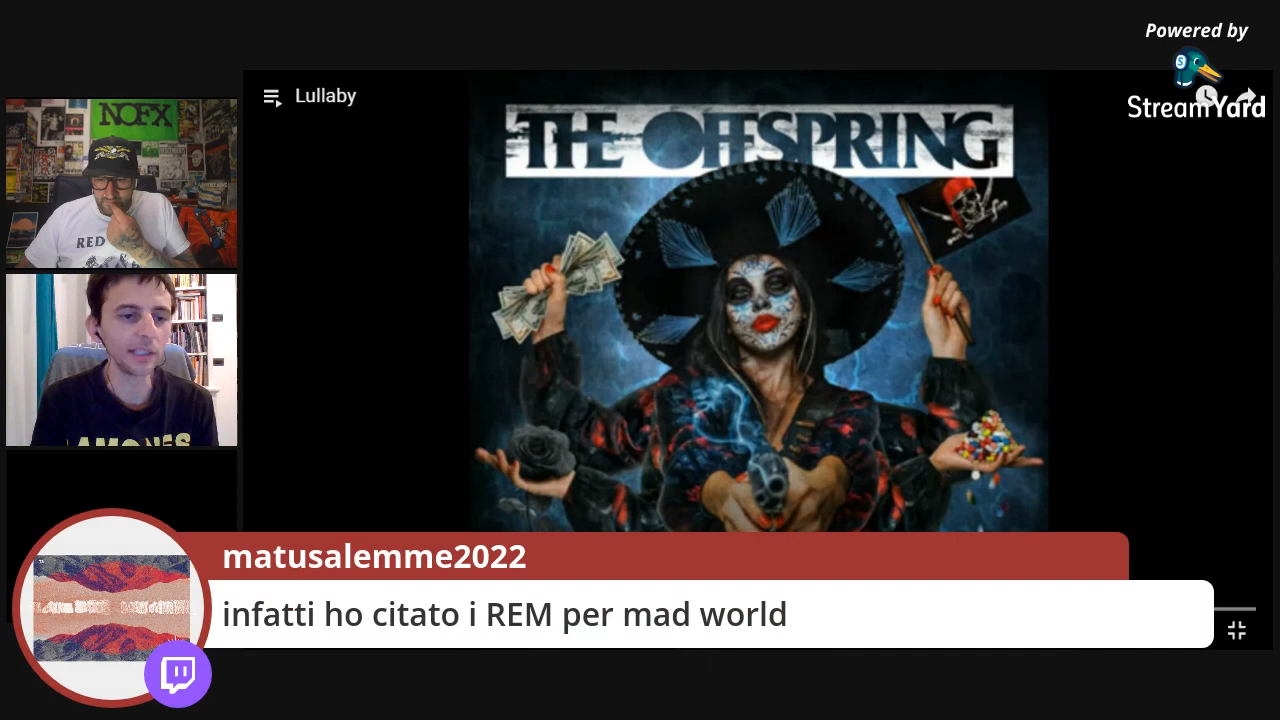 Powered by
StreamYard
Lullaby
NOFX
THE OFFSPRING
RED
RAMONES
matusalemme2022
infatti ho citato i REM per mad world